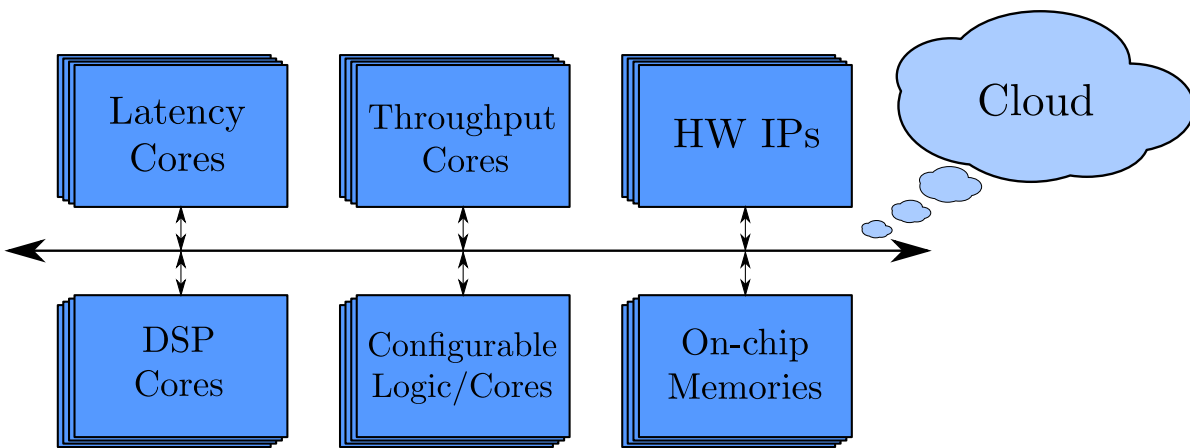 Latency
Cores
Throughput
Cores
HW IPs
Cloud
DSP
Cores
Configurable
Logic/Cores
On-chip
Memories